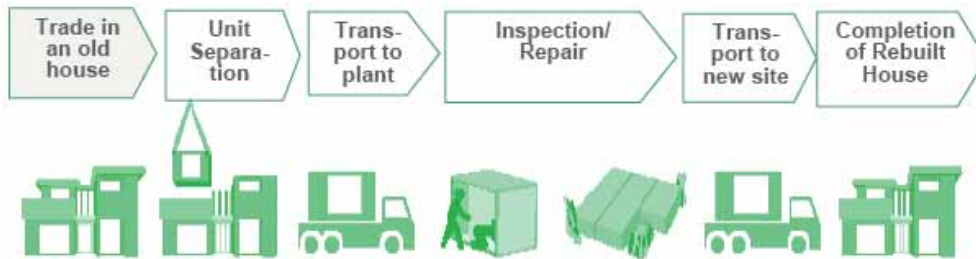 Trade in
an old
house
Unit
Separa-
tion
Trans-
port to
plant
Inspection/
Repair
Trans-
port to
new site
Completion
of Rebuilt
House